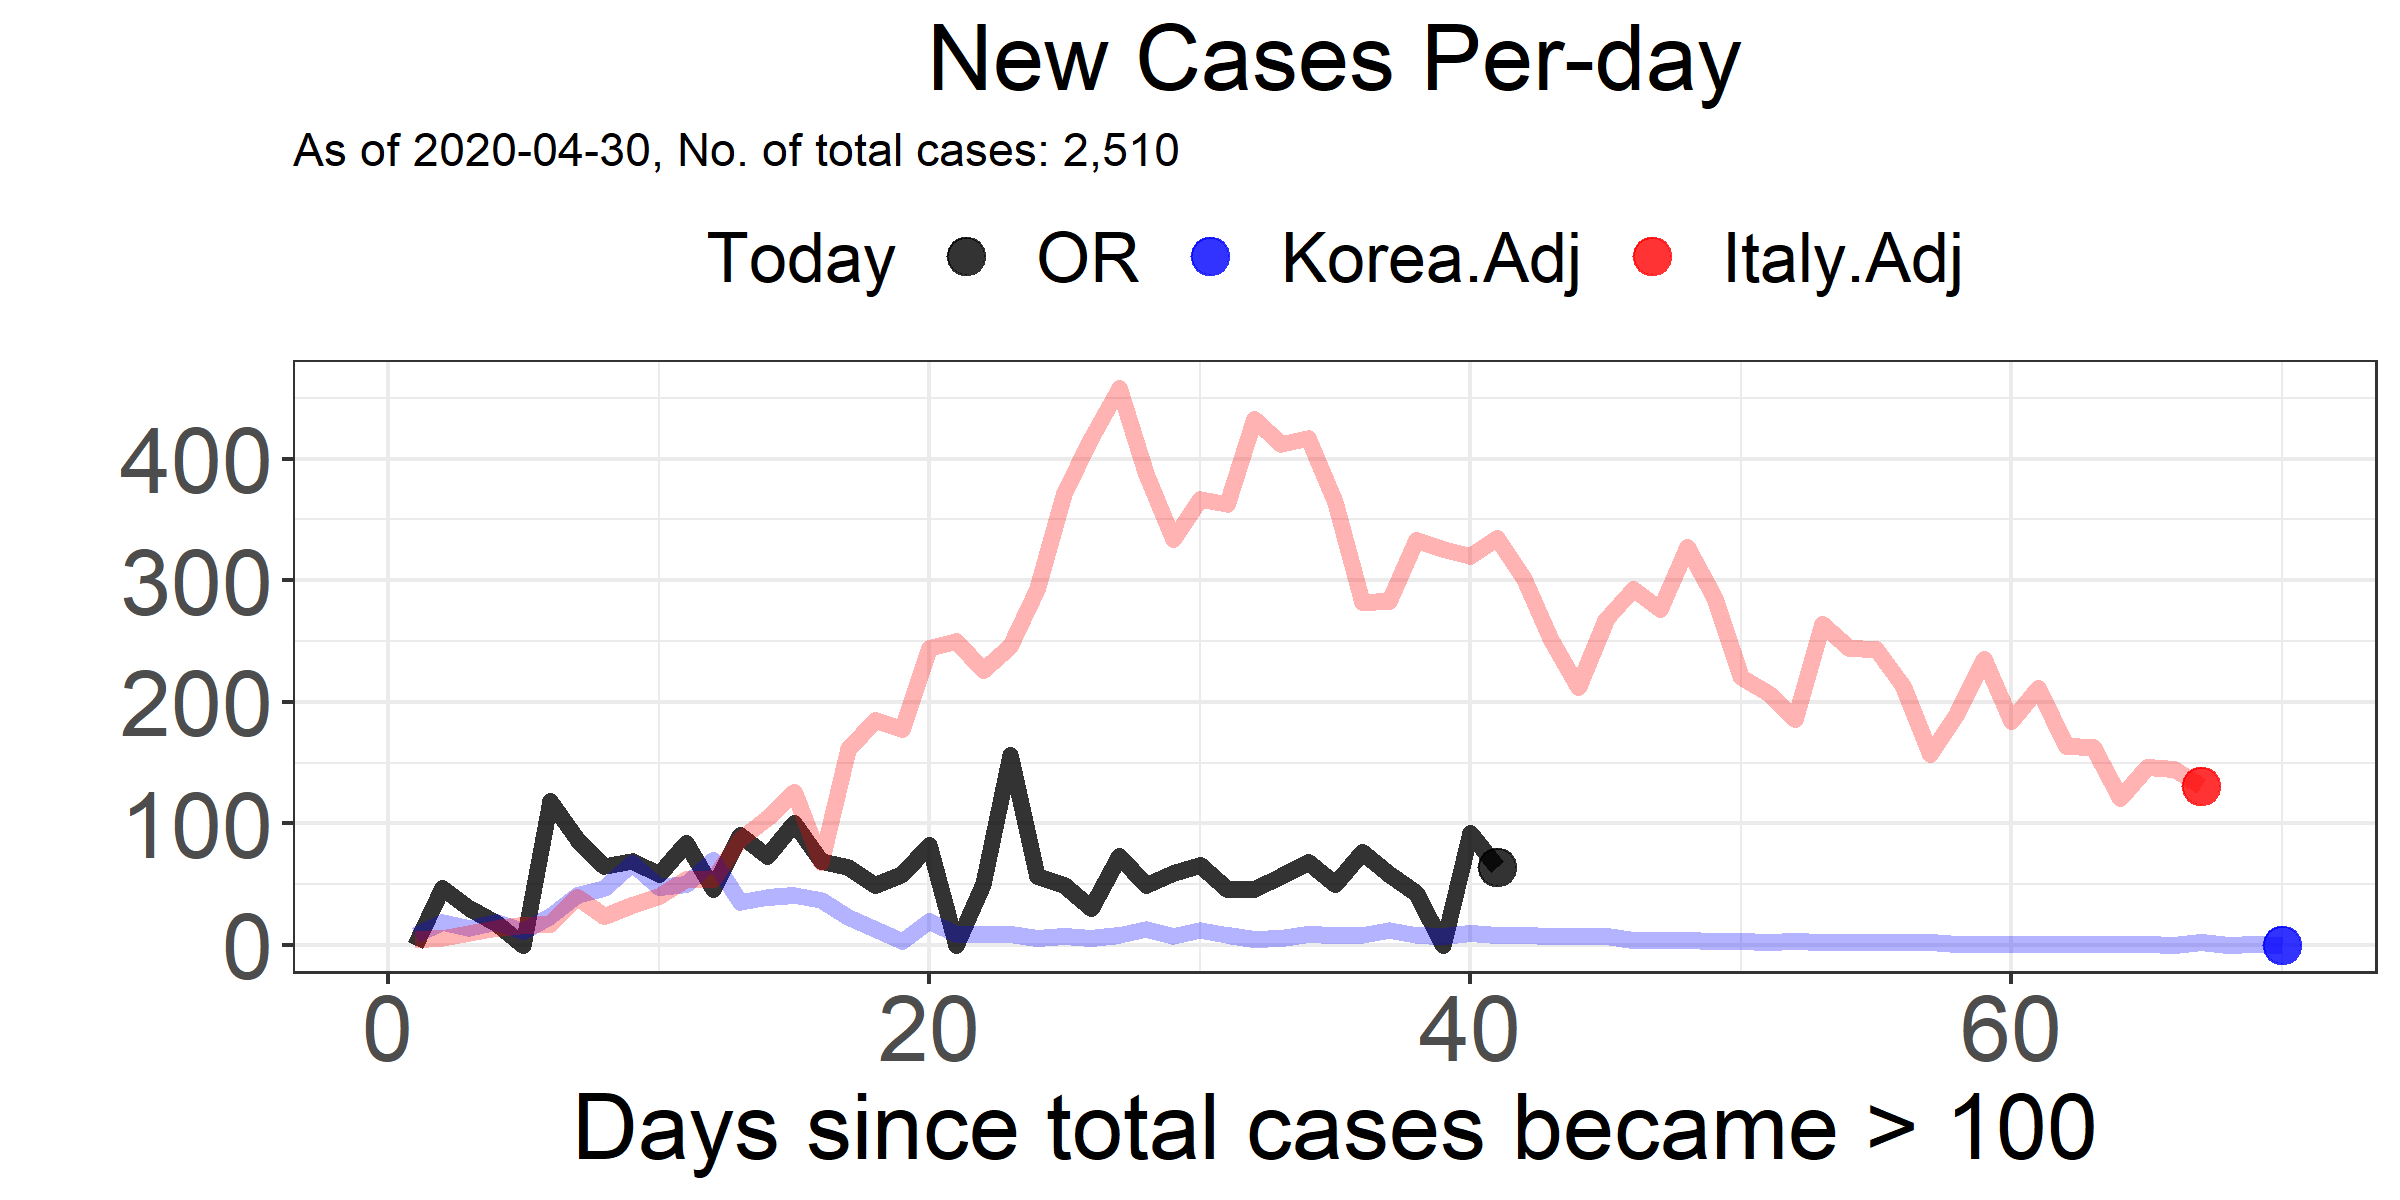 New Cases Per-day
As of 2020-04-30, No. of total cases: 2,510
Today OR Korea.Adj Italy.Adj
400
300
200
100
0
0 20 40 60
Days since total cases became > 100